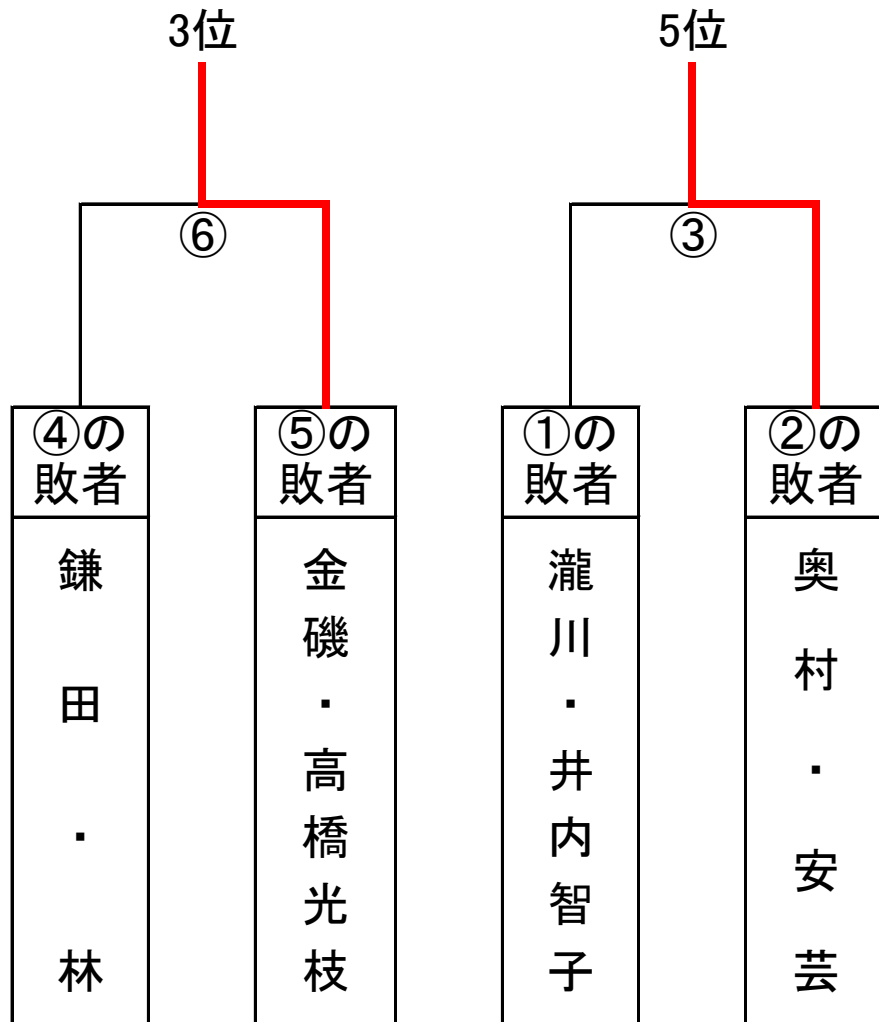 3位
5位
⑥
③
④の
敗者
⑤の
敗者
①の
敗者
②の
敗者
鎌田・林
金磯・高橋光枝
瀧川・井内智子
奥村・安芸